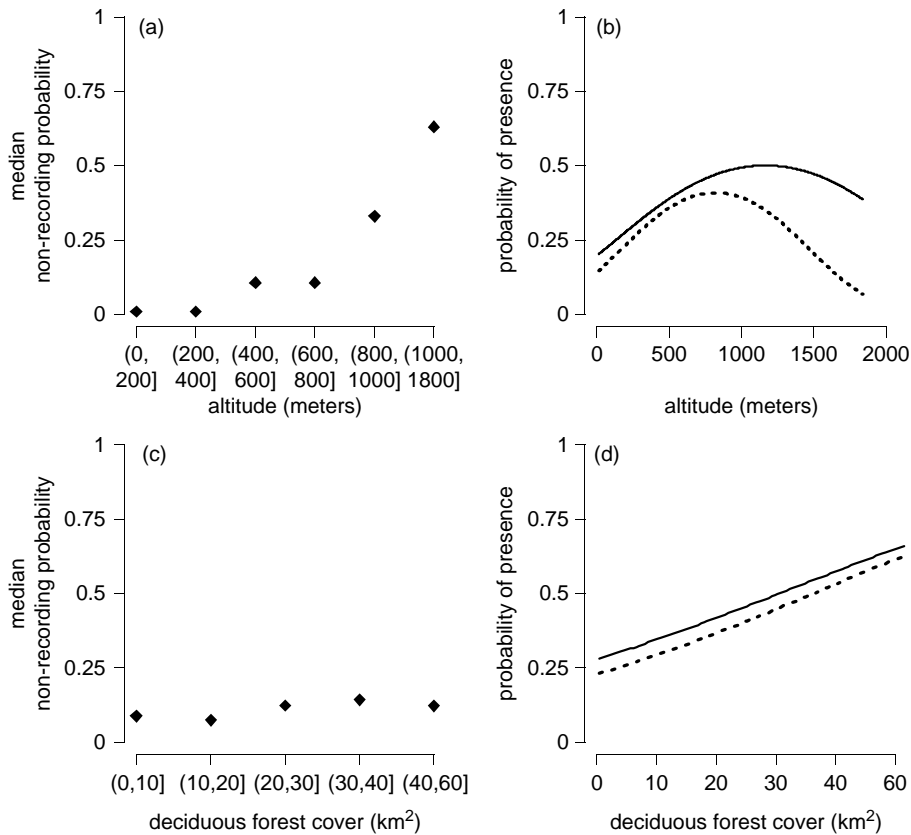 (a)
median
non-recording probability
1
0.75
0.5
0.25
0
(0, (200, (400, (600, (800, (1000,
200] 400] 600] 800] 1000] 1800]
altitude (meters)
(b)
probability of presence
1
0.75
0.5
0.25
0
0 500 1000 1500 2000
altitude (meters)
(c)
median
non-recording probability
1
0.75
0.5
0.25
0
(0,10] (10,20] (20,30] (30,40] (40,60]
deciduous forest cover (km²)
(d)
probability of presence
1
0.75
0.5
0.25
0
0 10 20 30 40 50 60
deciduous forest cover (km²)